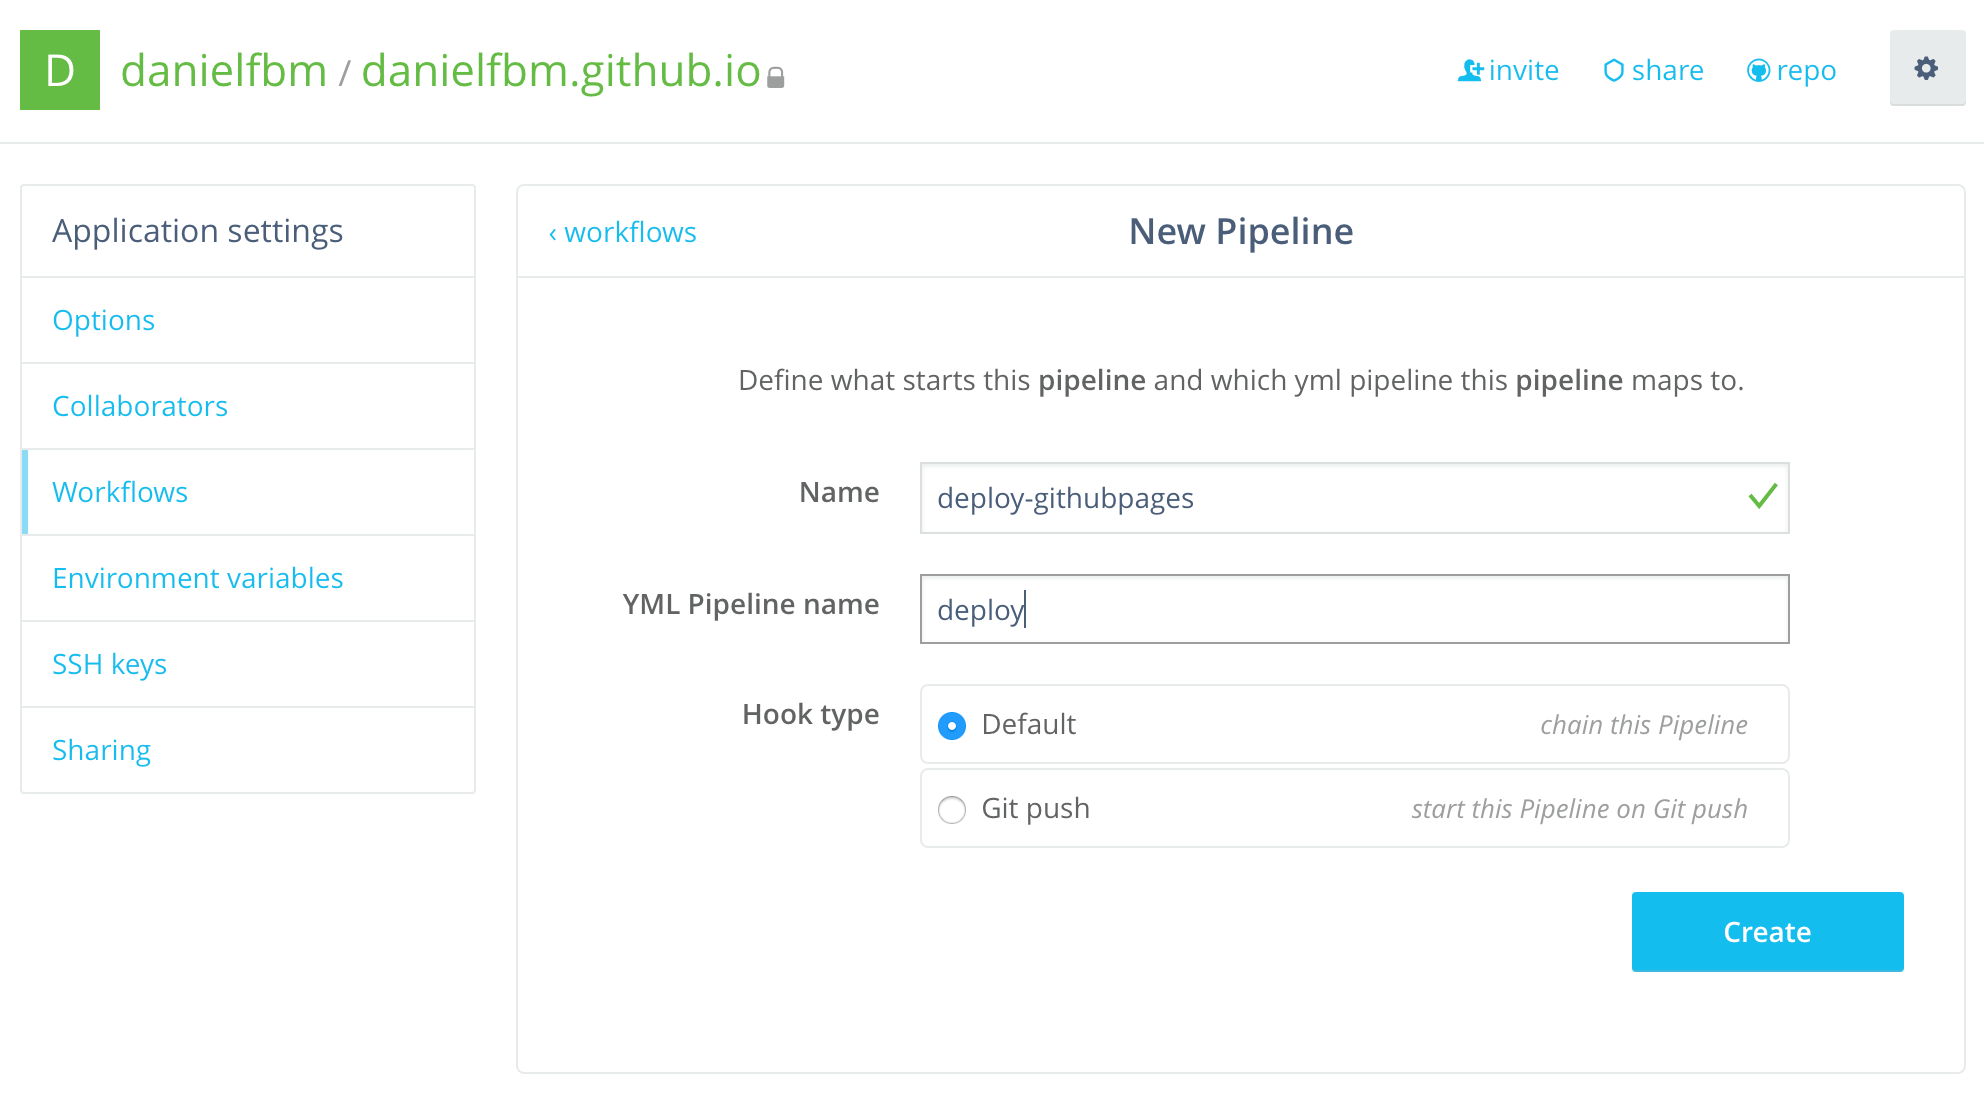 D
danielfbm / danielfbm.github.io
invite
share
repo
Application settings
Options
Collaborators
Workflows
Environment variables
SSH keys
Sharing
‹ workflows
New Pipeline
Define what starts this pipeline and which yml pipeline this pipeline maps to.
Name
deploy-githubpages
YML Pipeline name
deploy
Hook type
Default
chain this Pipeline
Git push
start this Pipeline on Git push
Create